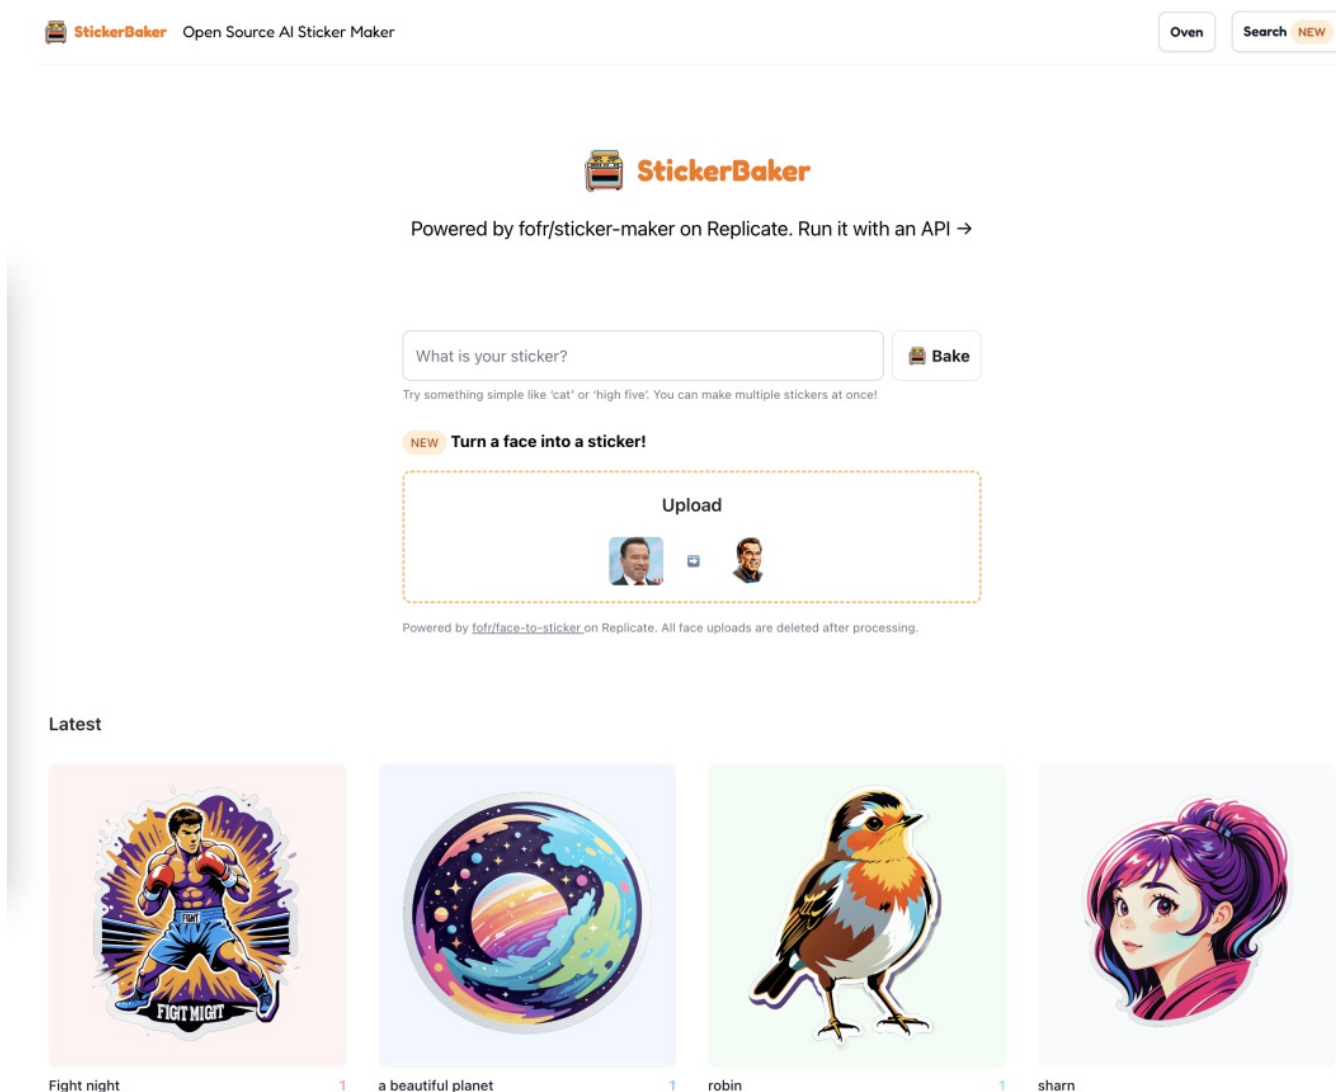 StickerBaker Open Source AI Sticker Maker Oven Search NEW
StickerBaker
Powered by fofr/sticker-maker on Replicate. Run it with an API →
What is your sticker? Bake
Try something simple like ‘cat’ or ‘high five’. You can make multiple stickers at once!
NEW Turn a face into a sticker!
Upload
Powered by fofr/face-to-sticker on Replicate. All face uploads are deleted after processing.
Latest
FIGHT
FIGIT MIGIT
Fight night 1 a beautiful planet 1 robin 1 sharn